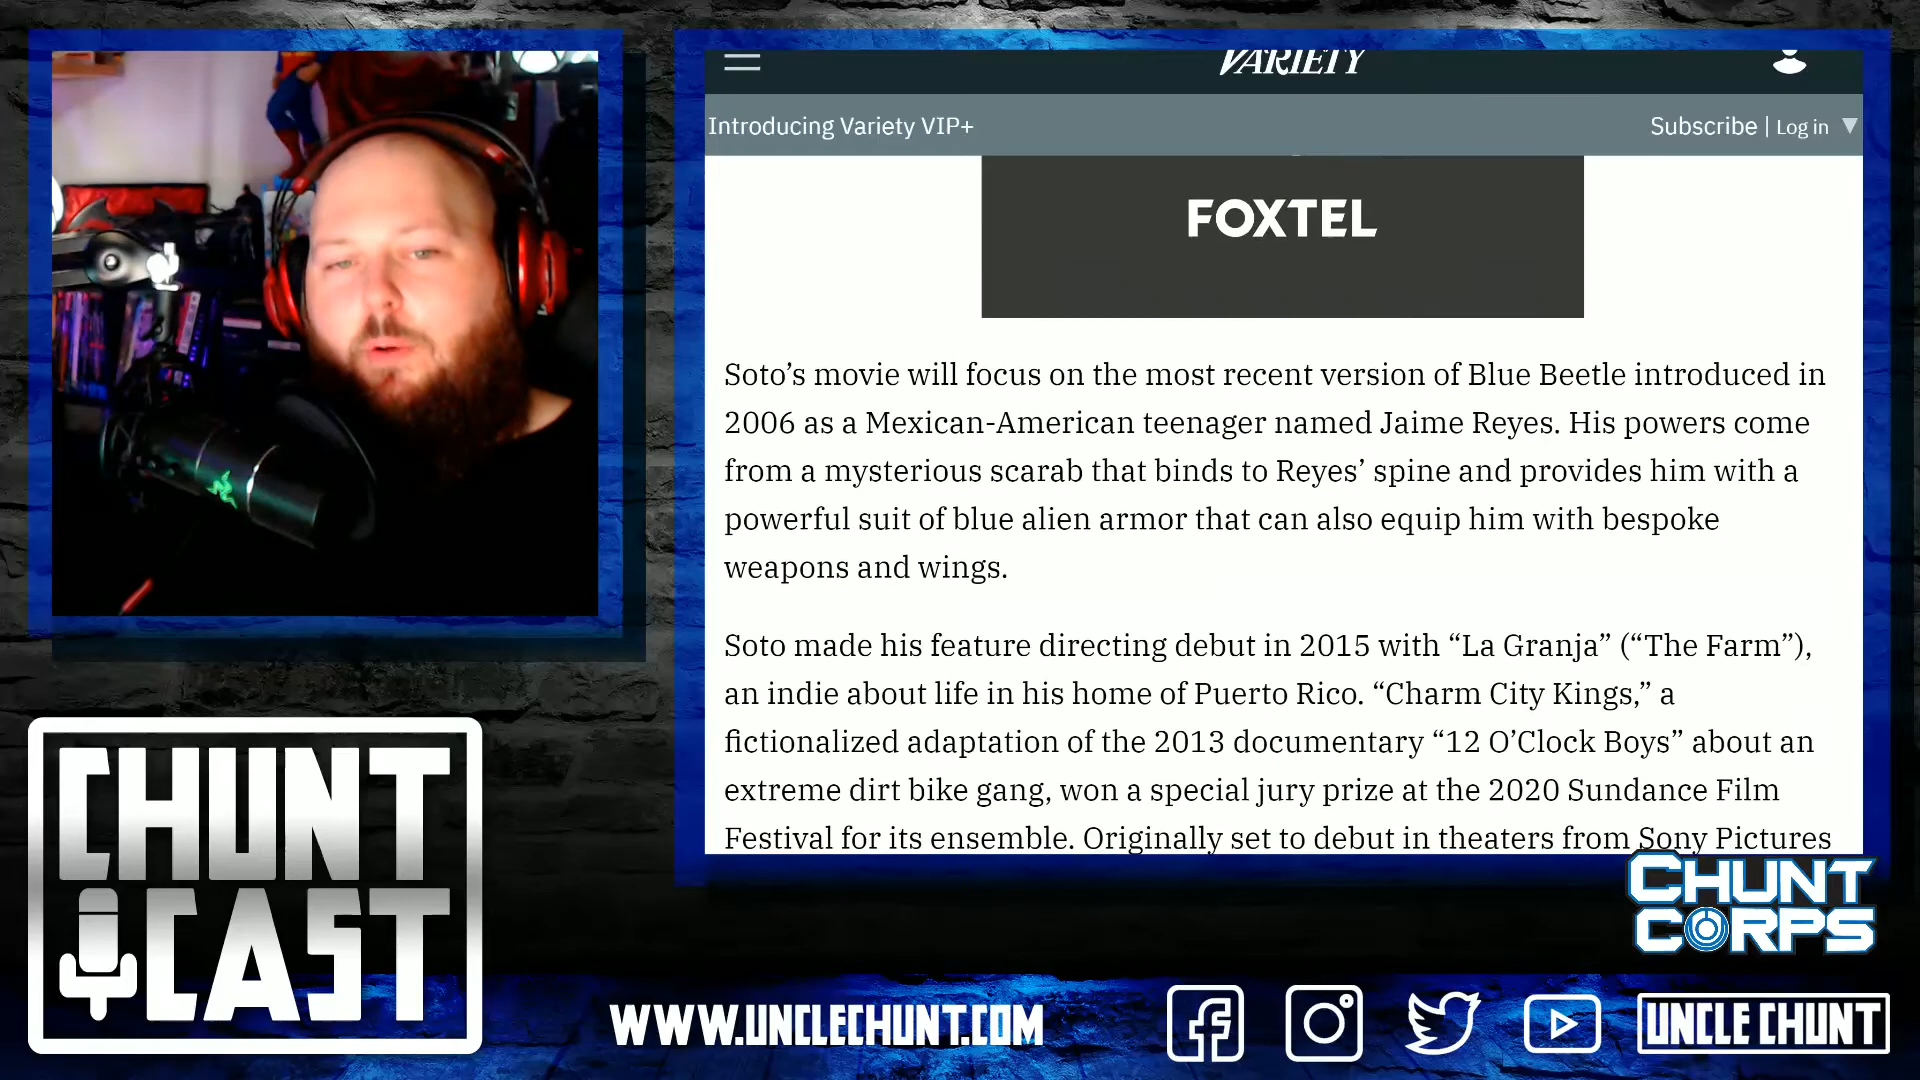 VARIETY
Introducing Variety VIP+
Subscribe | Log in ▼
FOXTEL
Soto’s movie will focus on the most recent version of Blue Beetle introduced in
2006 as a Mexican-American teenager named Jaime Reyes. His powers come
from a mysterious scarab that binds to Reyes’ spine and provides him with a
powerful suit of blue alien armor that can also equip him with bespoke
weapons and wings.
Soto made his feature directing debut in 2015 with “La Granja” (“The Farm”),
an indie about life in his home of Puerto Rico. “Charm City Kings,” a
fictionalized adaptation of the 2013 documentary “12 O’Clock Boys” about an
extreme dirt bike gang, won a special jury prize at the 2020 Sundance Film
Festival for its ensemble. Originally set to debut in theaters from Sony Pictures
CHUNT
CAST
CHUNT
CORPS
WWW.UNCLECHUNT.COM
UNCLE CHUNT